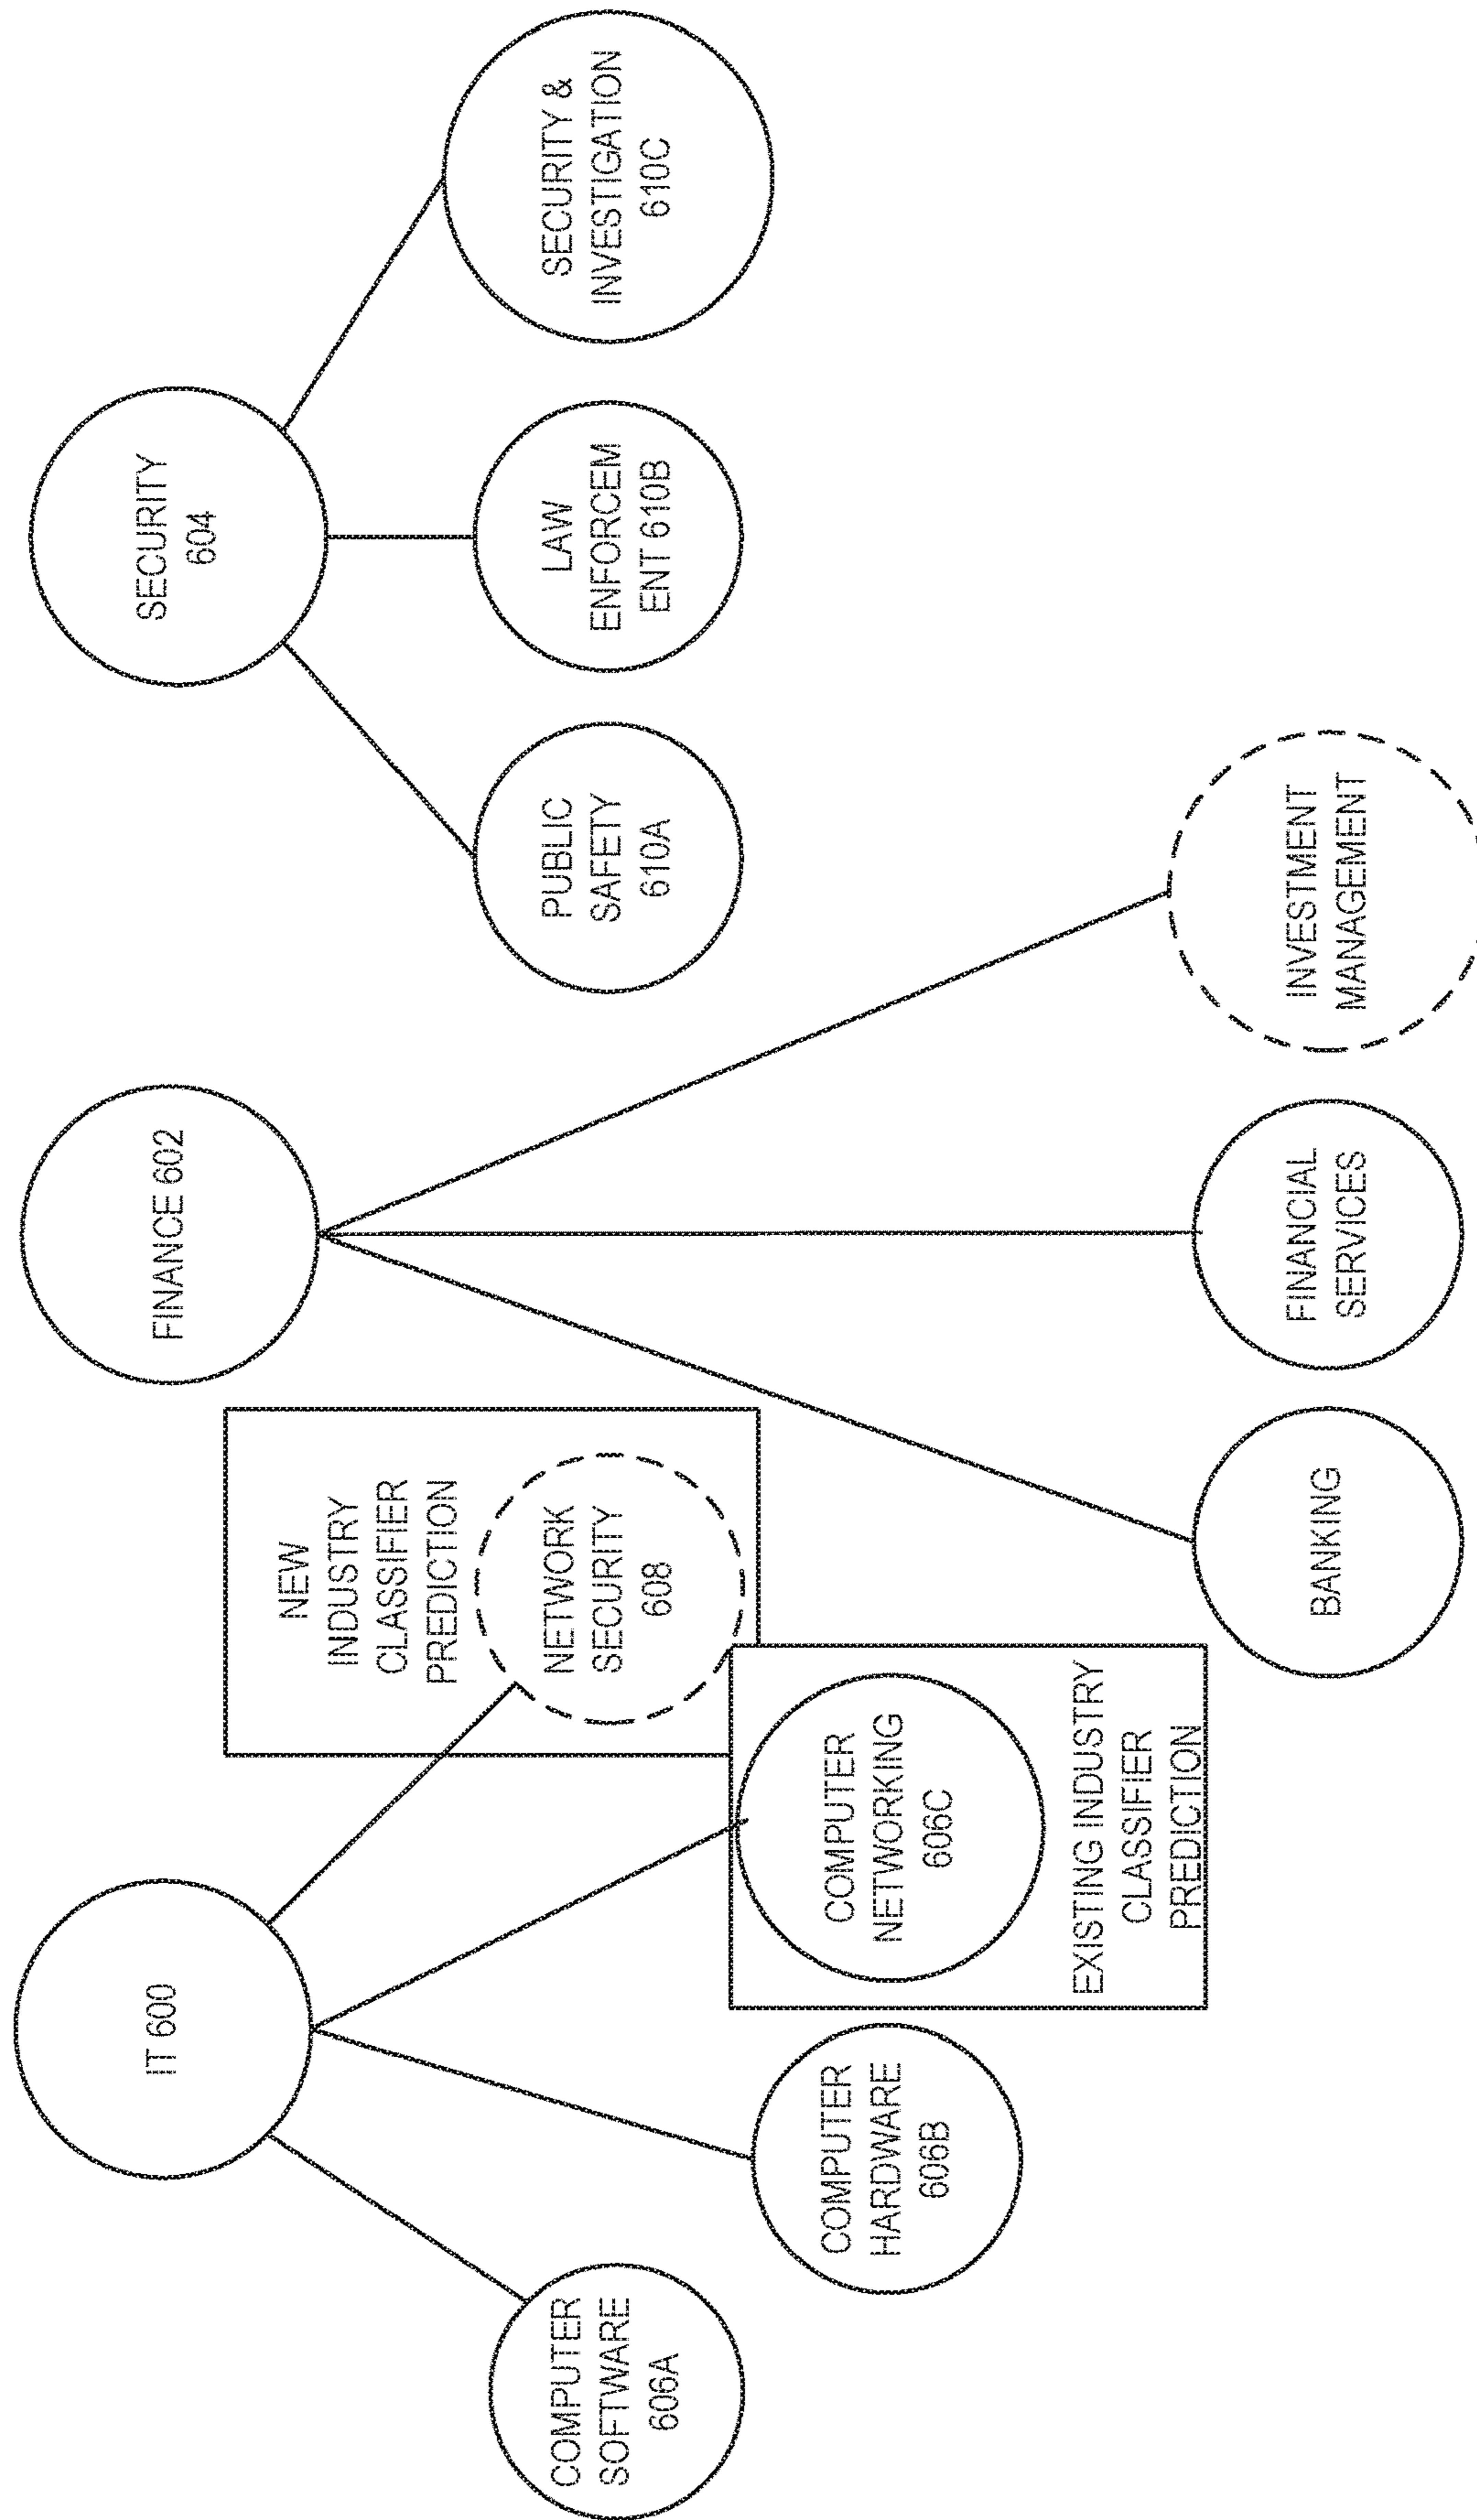 IT 600
FINANCE 602
SECURITY
604
COMPUTER
SOFTWARE
606A
COMPUTER
HARDWARE
606B
COMPUTER
NETWORKING
606C
EXISTING INDUSTRY
CLASSIFIER
PREDICTION
NEW
INDUSTRY
CLASSIFIER
PREDICTION
NETWORK
SECURITY
608
BANKING
FINANCIAL
SERVICES
INVESTMENT
MANAGEMENT
PUBLIC
SAFETY
610A
LAW
ENFORCEM
ENT 610B
SECURITY &
INVESTIGATION
610C